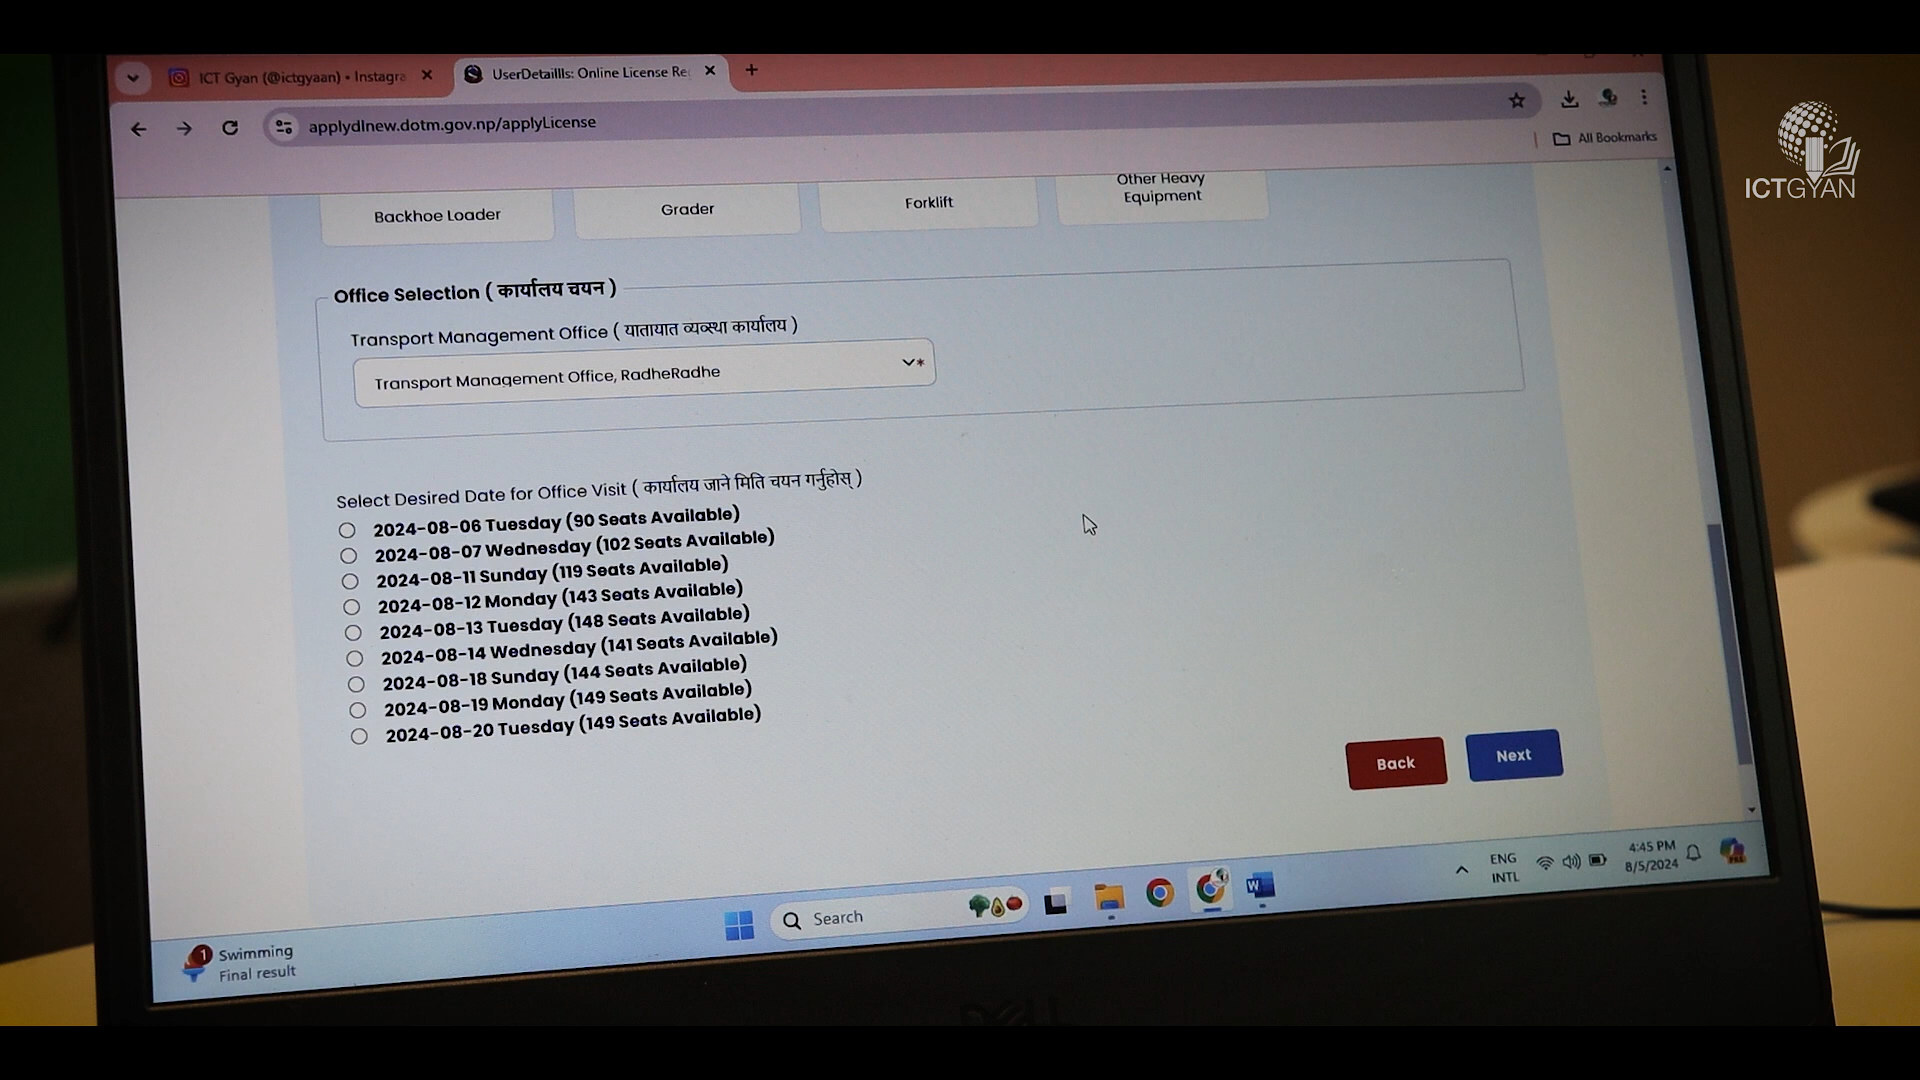 ICT Gyan (@ictgyaan) • Instagra
UserDetaillls: Online License Re
applydlnew.dotm.gov.np/applyLicense
All Bookmarks
ICTGYAN
Backhoe Loader
Grader
Forklift
Other Heavy
Equipment
Office Selection ( कार्यालय चयन )
Transport Management Office ( यातायात व्यवस्था कार्यालय )
Transport Management Office, RadheRadhe
*
Select Desired Date for Office Visit ( कार्यालय जाने मिति चयन गर्नुहोस् )
2024-08-06 Tuesday (90 Seats Available)
2024-08-07 Wednesday (102 Seats Available)
2024-08-11 Sunday (119 Seats Available)
2024-08-12 Monday (143 Seats Available)
2024-08-13 Tuesday (148 Seats Available)
2024-08-14 Wednesday (141 Seats Available)
2024-08-18 Sunday (144 Seats Available)
2024-08-19 Monday (149 Seats Available)
2024-08-20 Tuesday (149 Seats Available)
Back
Next
1
Swimming
Final result
Search
W
ENG
INTL
4:45 PM
8/5/2024
DELL